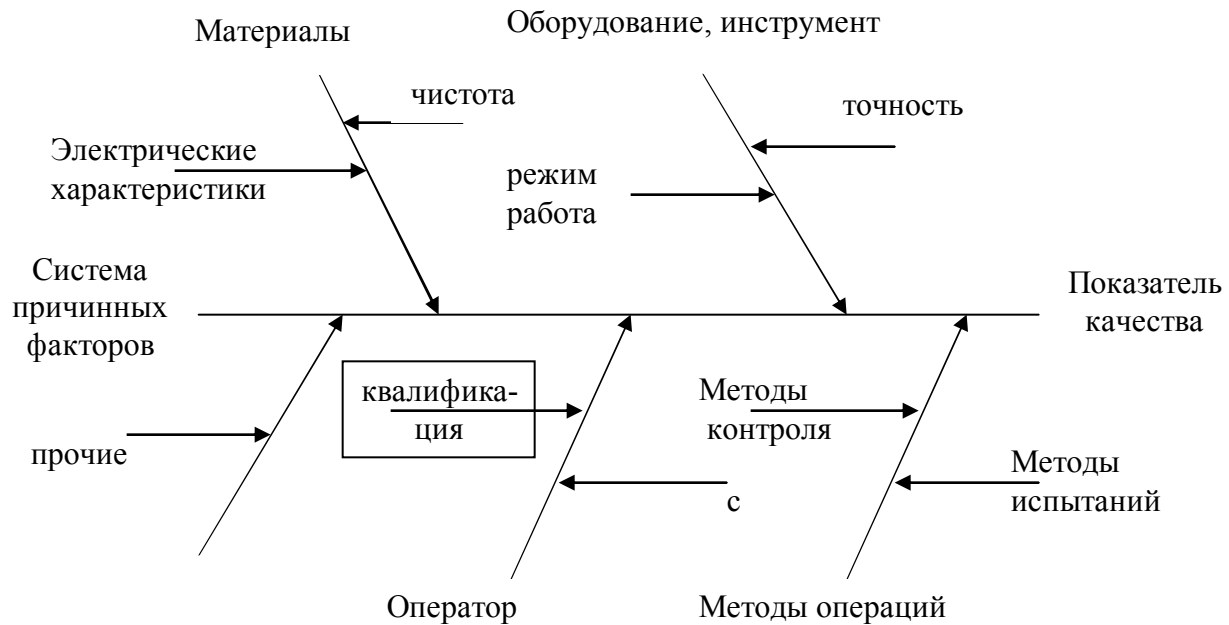 Материалы
Оборудование, инструмент
чистота
точность
Электрические
характеристики
режим
работа
Система
причинных
факторов
Показатель
качества
квалифика-
ция
Методы
контроля
прочие
Методы
испытаний
с
Оператор
Методы операций